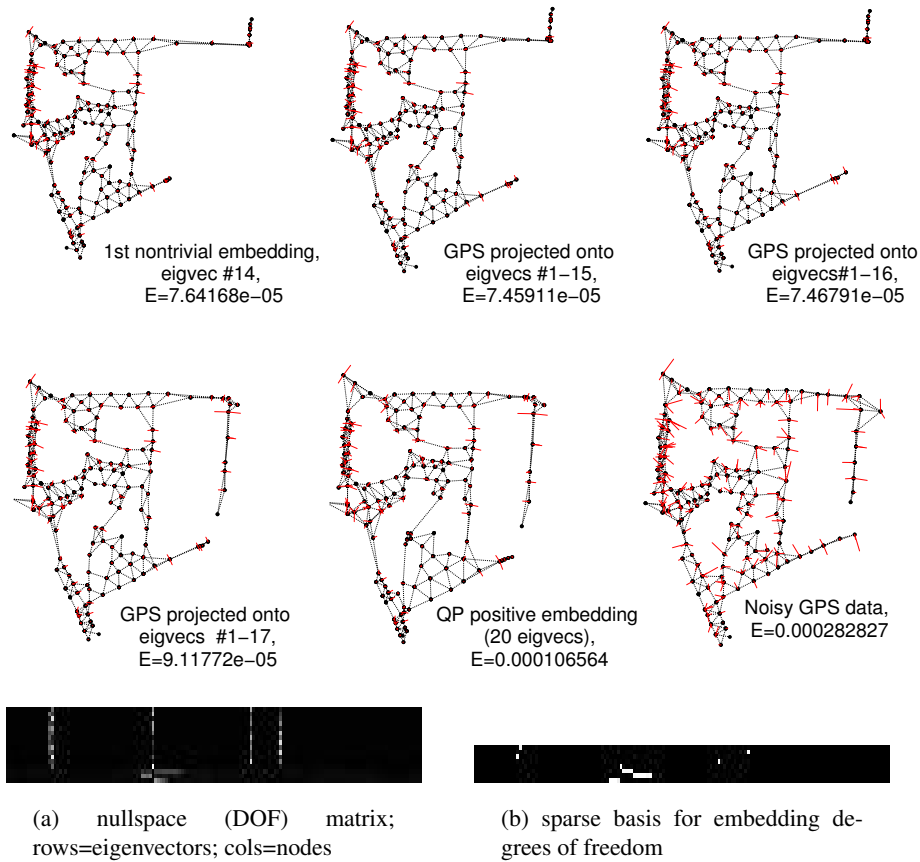 1st nontrivial embedding,
eigvec #14,
E=7.64168e−05
GPS projected onto
eigvecs #1−15,
E=7.45911e−05
GPS projected onto
eigvecs#1−16,
E=7.46791e−05
GPS projected onto
eigvecs #1−17,
E=9.11772e−05
QP positive embedding
(20 eigvecs),
E=0.000106564
Noisy GPS data,
E=0.000282827
(a) nullspace (DOF) matrix;
rows=eigenvectors; cols=nodes
(b) sparse basis for embedding de-
grees of freedom